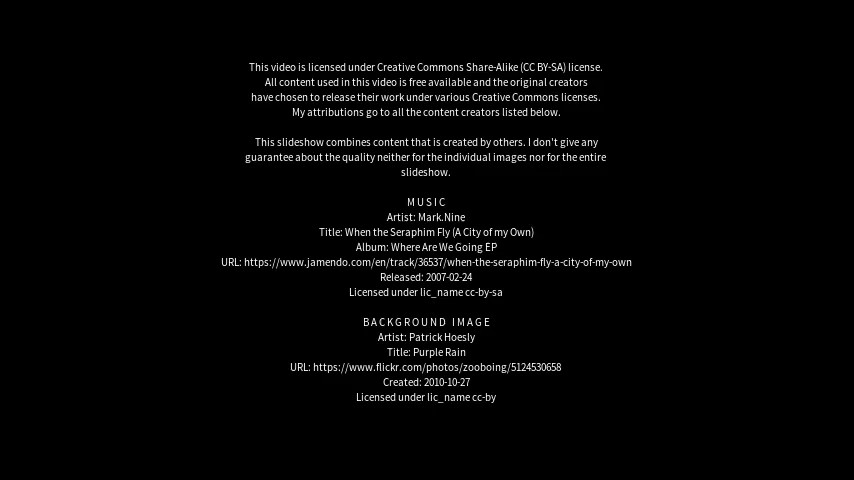 This video is licensed under Creative Commons Share-Alike (CC BY-SA) license.
All content used in this video is free available and the original creators
have chosen to release their work under various Creative Commons licenses.
My attributions go to all the content creators listed below.
This slideshow combines content that is created by others. I don't give any
guarantee about the quality neither for the individual images nor for the entire
slideshow.
MUSIC
Artist: Mark.Nine
Title: When the Seraphim Fly (A City of my Own)
Album: Where Are We Going EP
URL: https://www.jamendo.com/en/track/36537/when-the-seraphim-fly-a-city-of-my-own
Released: 2007-02-24
Licensed under lic_name cc-by-sa
BACKGROUND IMAGE
Artist: Patrick Hoesly
Title: Purple Rain
URL: https://www.flickr.com/photos/zooboing/5124530658
Created: 2010-10-27
Licensed under lic_name cc-by